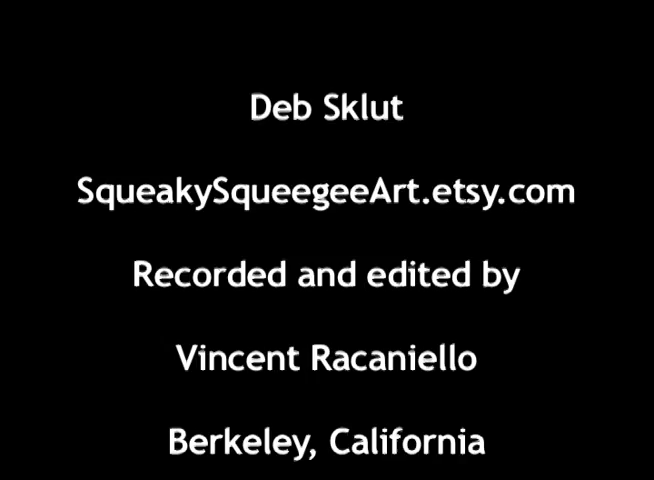 Deb Sklut
SqueakySqueegeeArt.etsy.com
Recorded and edited by
Vincent Racaniello
Berkeley, California